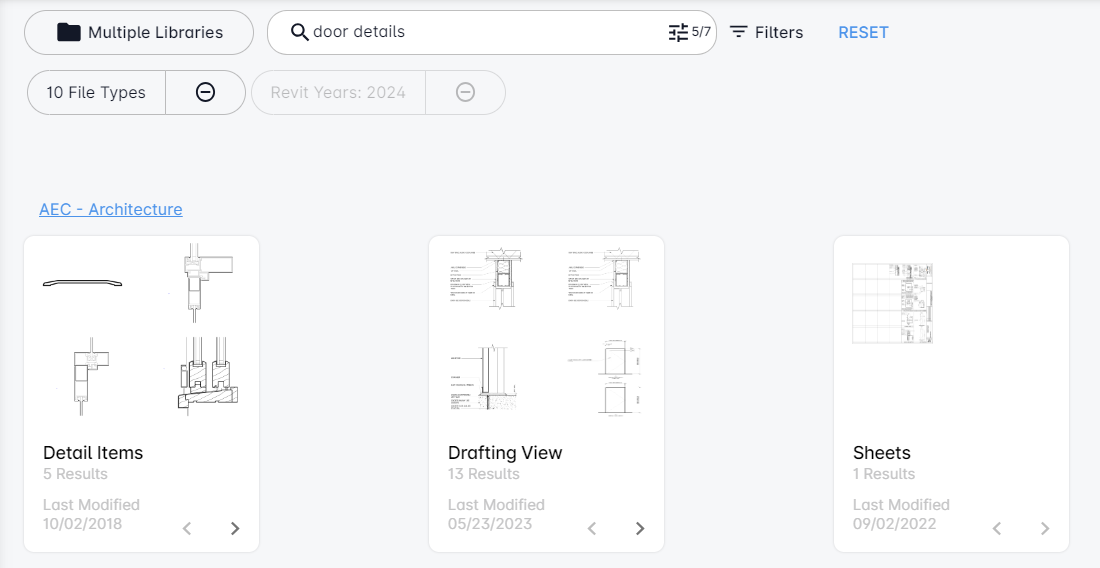 Multiple Libraries
door details
5/7
Filters
RESET
10 File Types
Revit Years: 2024
AEC - Architecture
Detail Items
5 Results
Last Modified
10/02/2018
Drafting View
13 Results
Last Modified
05/23/2023
Sheets
1 Results
Last Modified
09/02/2022